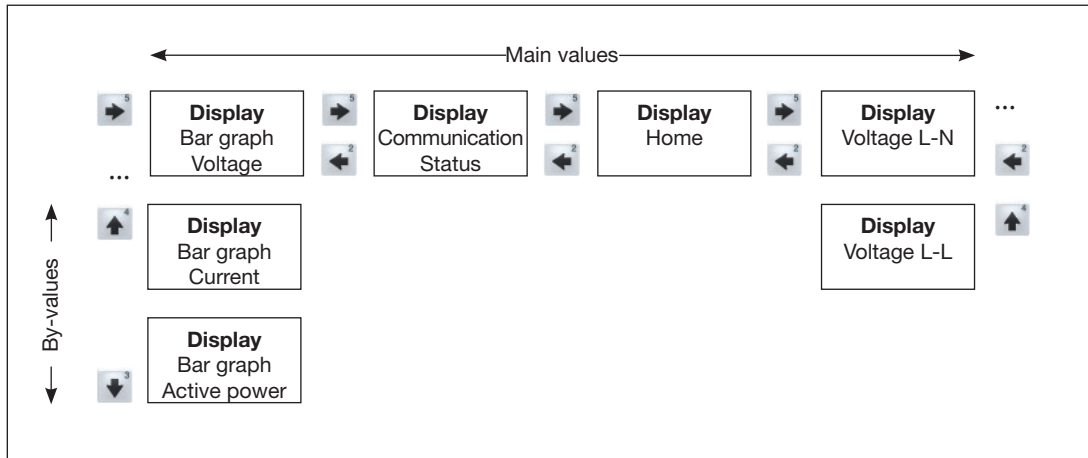 Main values
5
Display
Bar graph
Voltage
5
2
Display
Communication
Status
5
2
Display
Home
5
2
Display
Voltage L-N
...
2
...
By-values
4
Display
Bar graph
Current
Display
Voltage L-L
4
3
Display
Bar graph
Active power